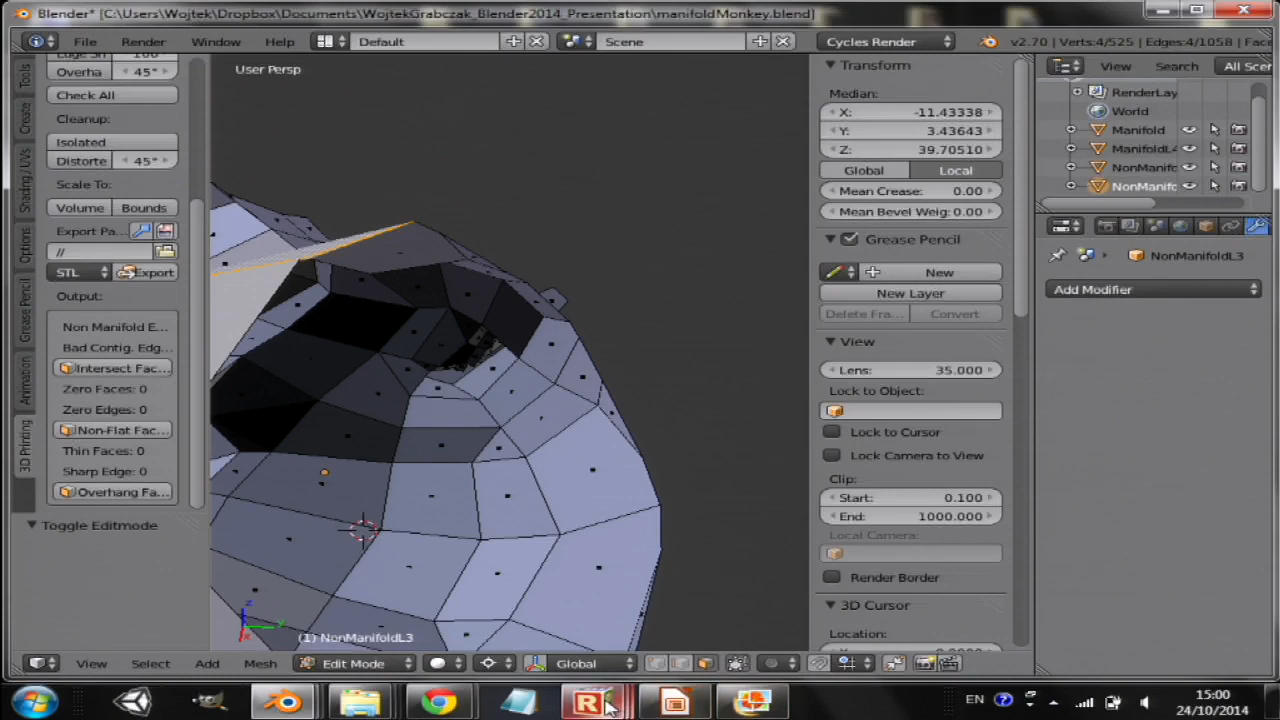 Blender* [C:\Users\Wojtek\Dropbox\Documents\WojtekGrabczak_Blender2014_Presentation\manifoldMonkey.blend]
File Render Window Help Default Scene Cycles Render v2.70 | Verts:4/525 | Edges:4/1058 | Face
Tools
Create
Shading / UVs
Options
Grease Pencil
Animation
3D Printing
Overha 45°
Check All
Cleanup:
Isolated
Distorte 45°
Scale To:
Volume Bounds
Export Pa...
//
STL Export
Output:
Non Manifold E...
Bad Contig. Edg...
Intersect Fac...
Zero Faces: 0
Zero Edges: 0
Non-Flat Fac...
Thin Faces: 0
Sharp Edge: 0
Overhang Fa...
Toggle Editmode
User Persp
(1) NonManifoldL3
View Select Add Mesh Edit Mode Global
Transform
Median:
X: -11.43338
Y: 3.43643
Z: 39.70510
Global Local
Mean Crease: 0.00
Mean Bevel Weig: 0.00
Grease Pencil
New
New Layer
Delete Fra... Convert
View
Lens: 35.000
Lock to Object:
Lock to Cursor
Lock Camera to View
Clip:
Start: 0.100
End: 1000.000
Local Camera:
Render Border
3D Cursor
Location:
View Search All Scer
RenderLay
World
Manifold
ManifoldL4
NonManifo
NonManifo
NonManifoldL3
Add Modifier
EN
15:00
24/10/2014